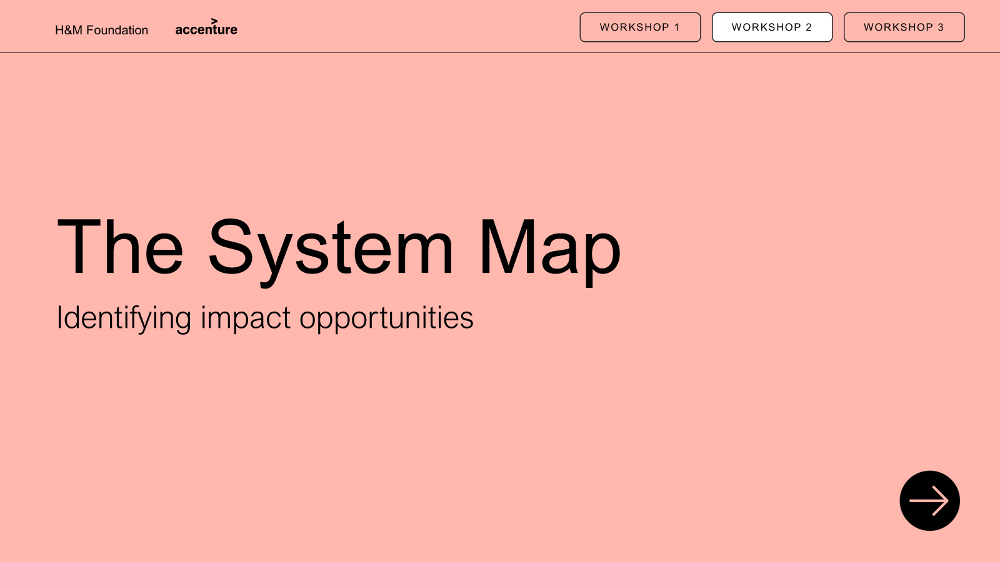 H&M Foundation
accenture
WORKSHOP 1
WORKSHOP 2
WORKSHOP 3
The System Map
Identifying impact opportunities